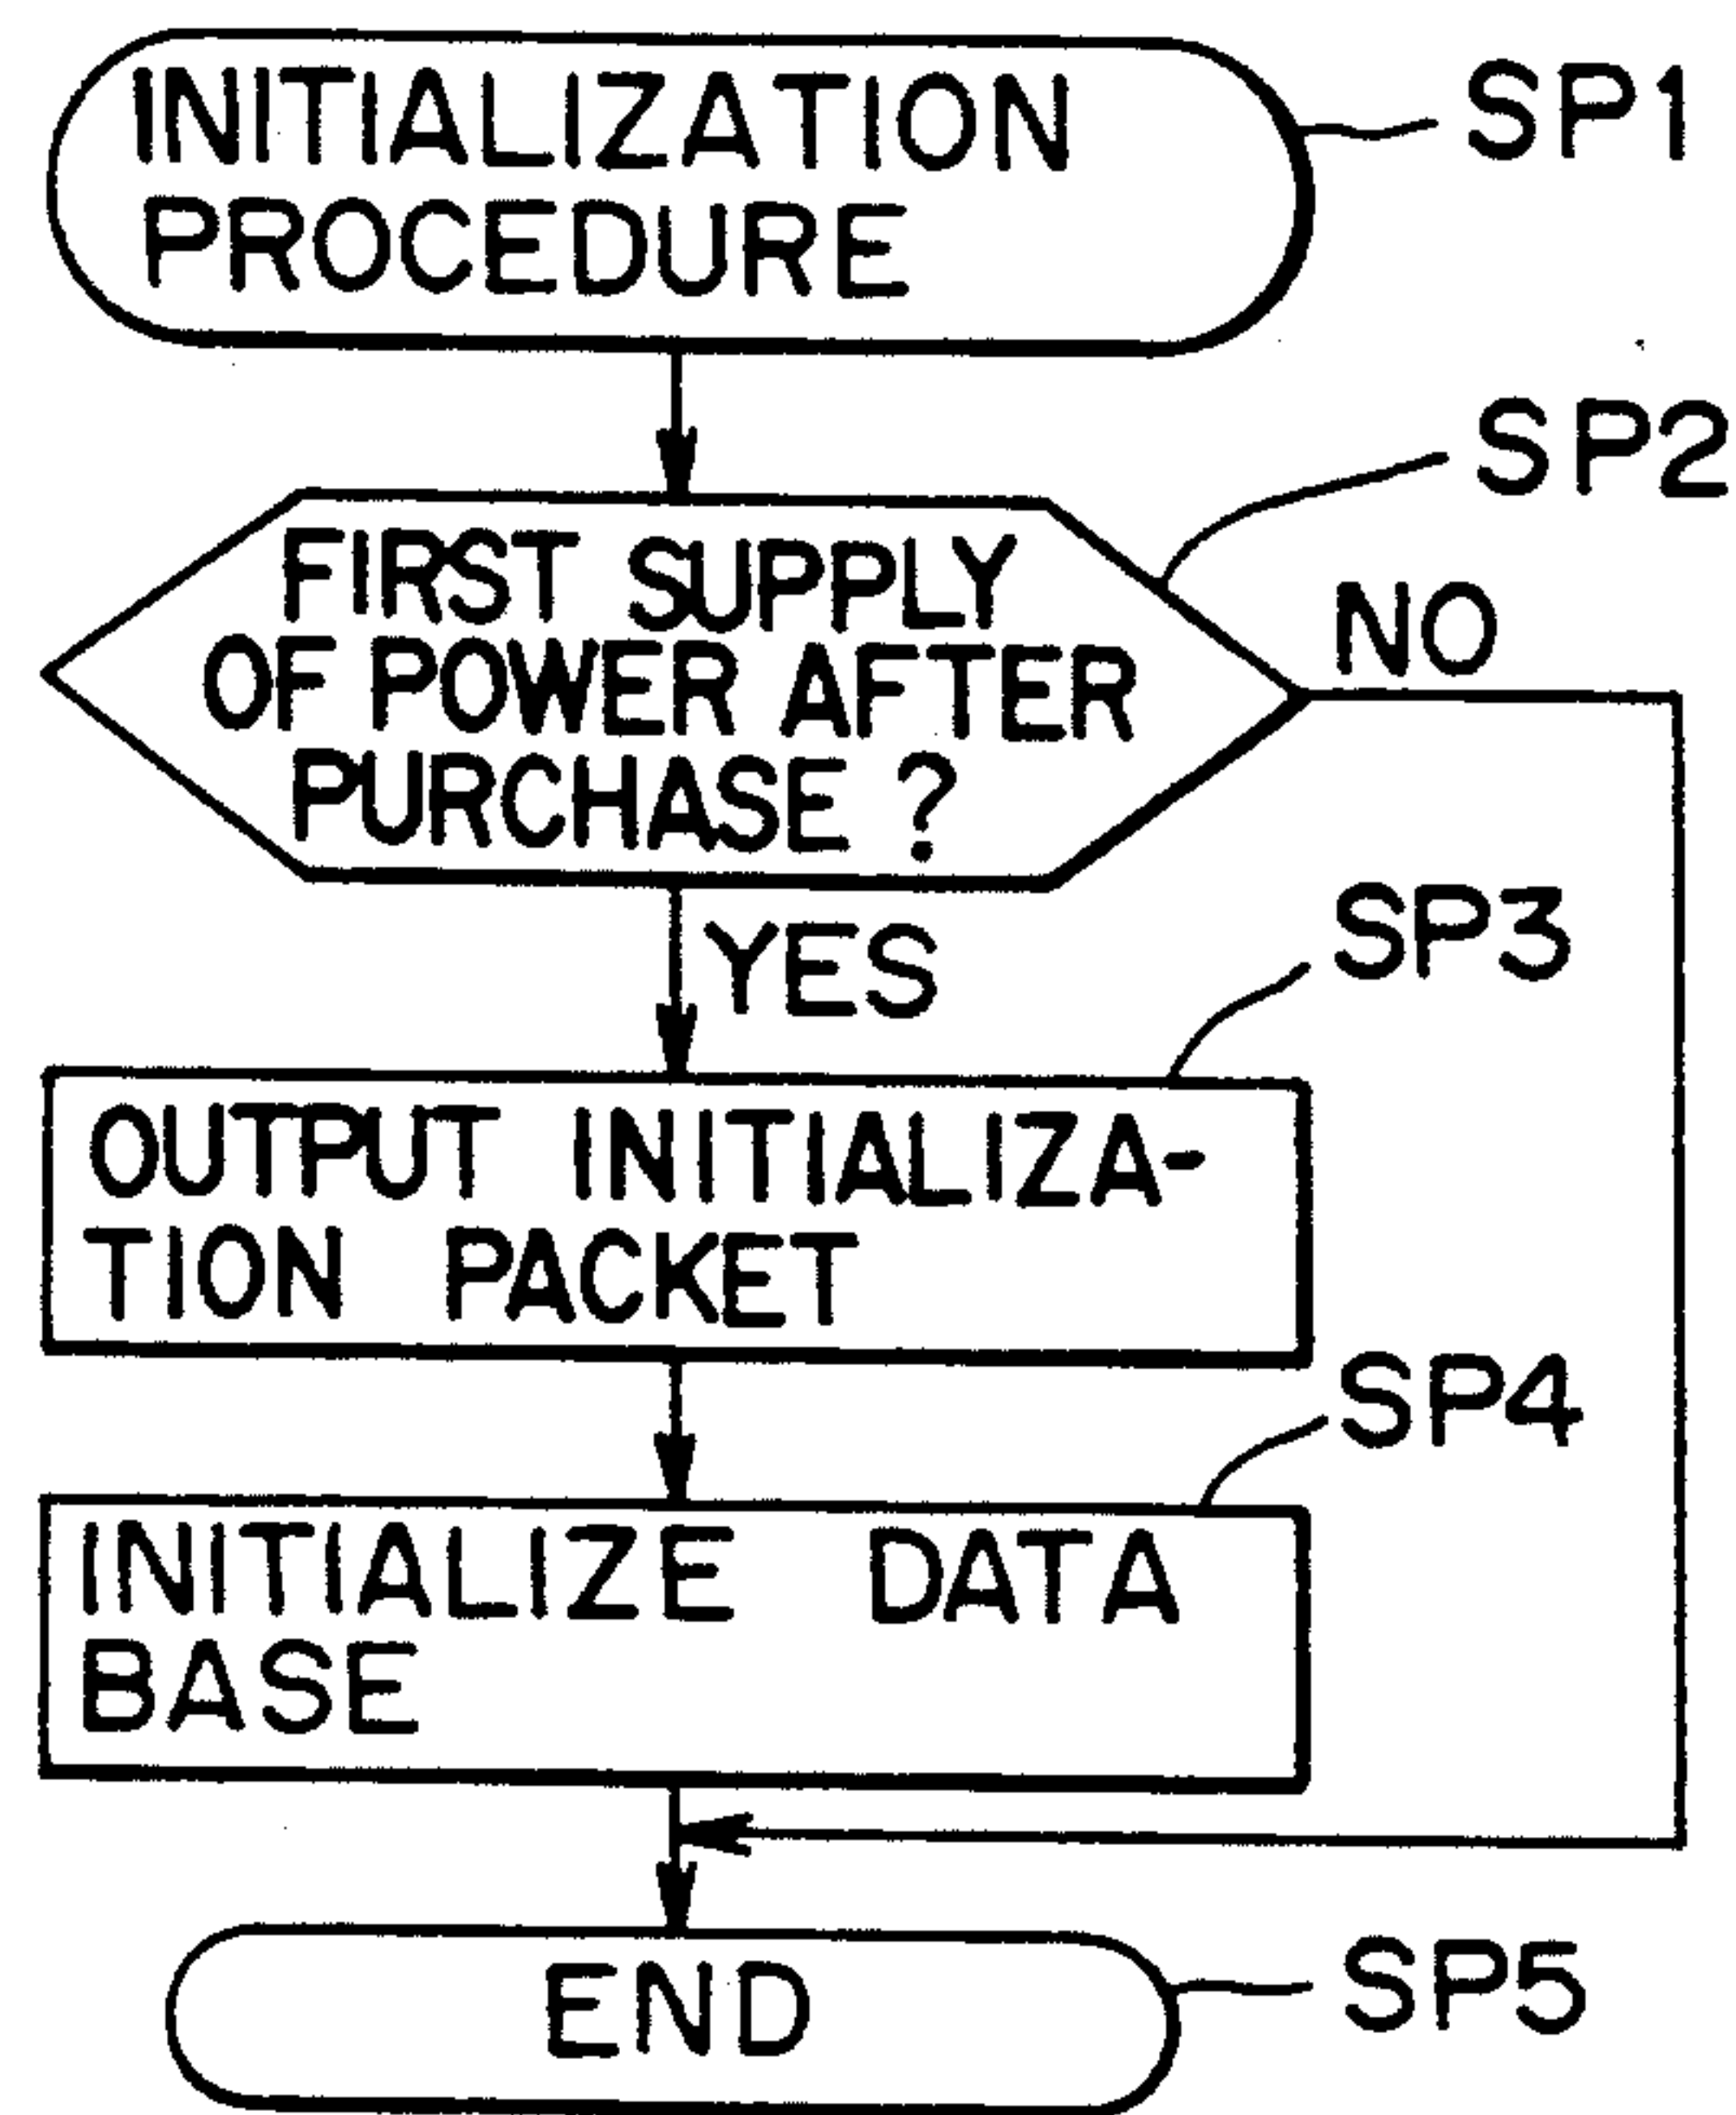 INITIALIZATION
PROCEDURE
SP1
SP2
FIRST SUPPLY
OF POWER AFTER
PURCHASE ?
NO
YES
SP3
OUTPUT INITIALIZA-
TION PACKET
SP4
INITIALIZE DATA
BASE
END
SP5